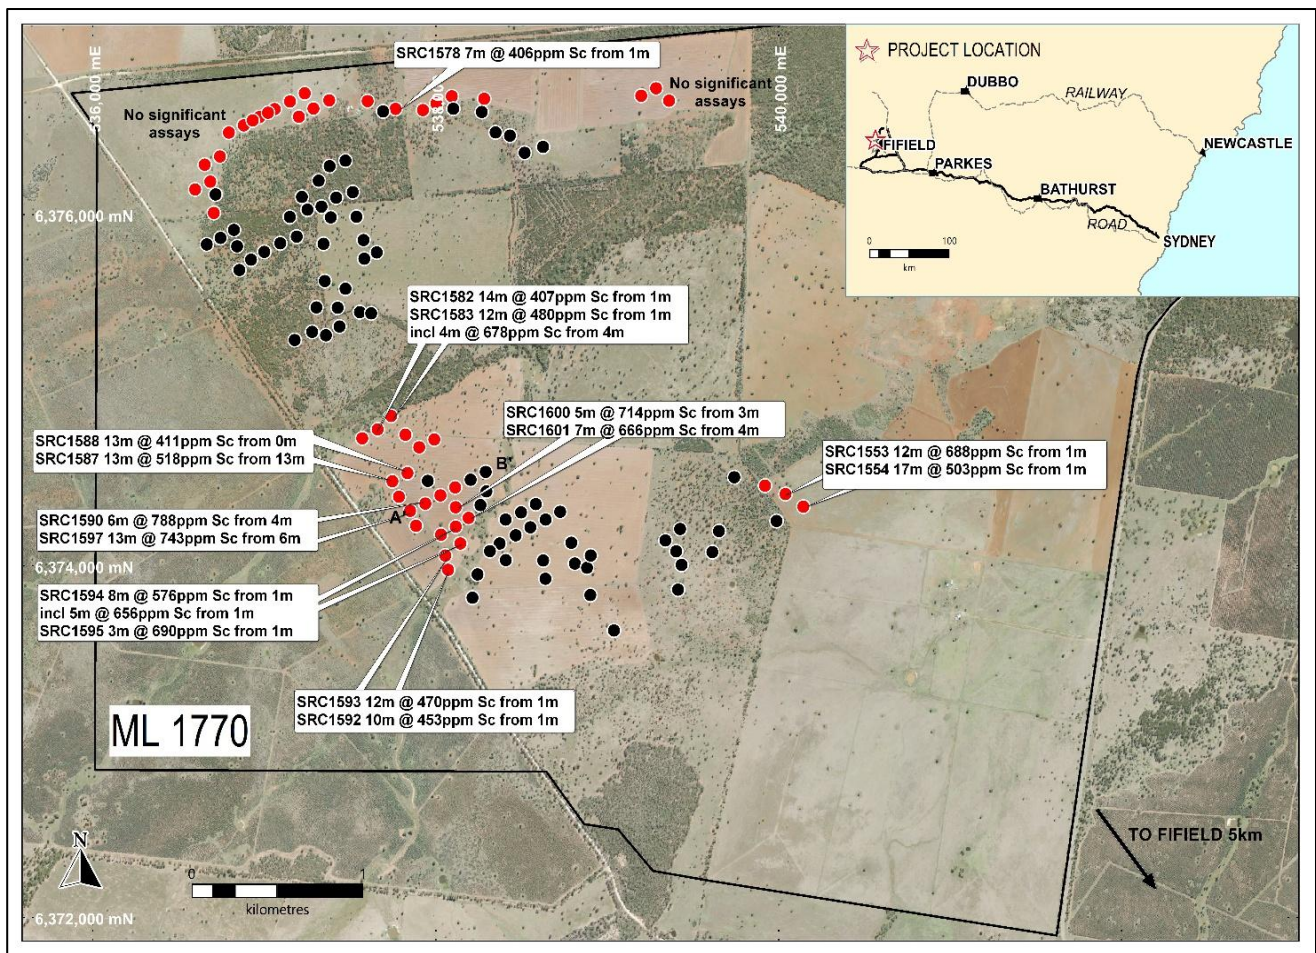 SRC1578 7m @ 406ppm Sc from 1m
536,000 mE
538,000 mE
540,000 mE
No significant
assays
No significant
assays
PROJECT LOCATION
DUBBO
RAILWAY
FIFIELD
NEWCASTLE
PARKES
BATHURST
ROAD
SYDNEY
0 100
km
6,376,000 mN
SRC1582 14m @ 407ppm Sc from 1m
SRC1583 12m @ 480ppm Sc from 1m
incl 4m @ 678ppm Sc from 4m
SRC1600 5m @ 714ppm Sc from 3m
SRC1601 7m @ 666ppm Sc from 4m
SRC1588 13m @ 411ppm Sc from 0m
SRC1587 13m @ 518ppm Sc from 13m
SRC1553 12m @ 688ppm Sc from 1m
SRC1554 17m @ 503ppm Sc from 1m
B'
A
SRC1590 6m @ 788ppm Sc from 4m
SRC1597 13m @ 743ppm Sc from 6m
6,374,000 mN
SRC1594 8m @ 576ppm Sc from 1m
incl 5m @ 656ppm Sc from 1m
SRC1595 3m @ 690ppm Sc from 1m
SRC1593 12m @ 470ppm Sc from 1m
SRC1592 10m @ 453ppm Sc from 1m
ML 1770
N
0 1
kilometres
TO FIFIELD 5km
6,372,000 mN